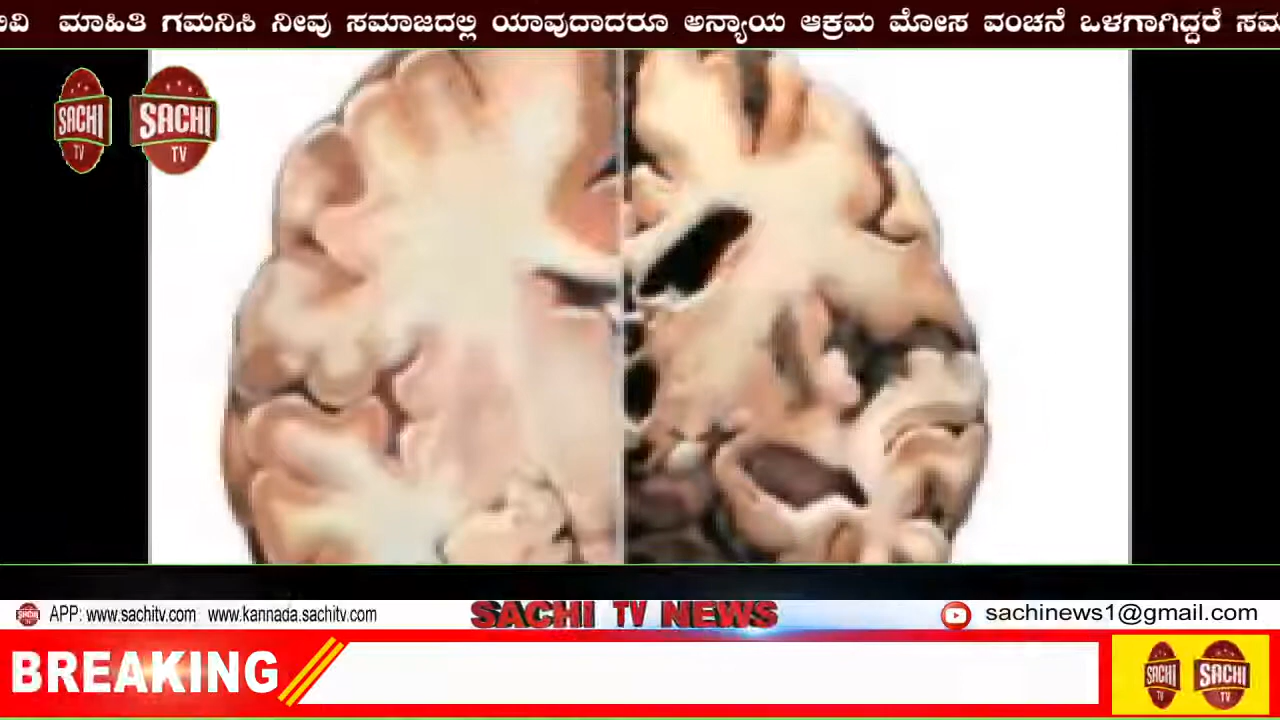 ಮಾಹಿತಿ ಗಮನಿಸಿ ನೀವು ಸಮಾಜದಲ್ಲಿ ಯಾವುದಾದರೂ ಅನ್ಯಾಯ ಆಕ್ರಮ ಮೋಸ ವಂಚನೆ ಒಳಗಾಗಿದ್ದರೆ
SACHI TV SACHI TV
APP: www.sachitv.com www.kannada.sachitv.com SACHI TV NEWS sachinews1@gmail.com
BREAKING SACHI TV SACHI TV